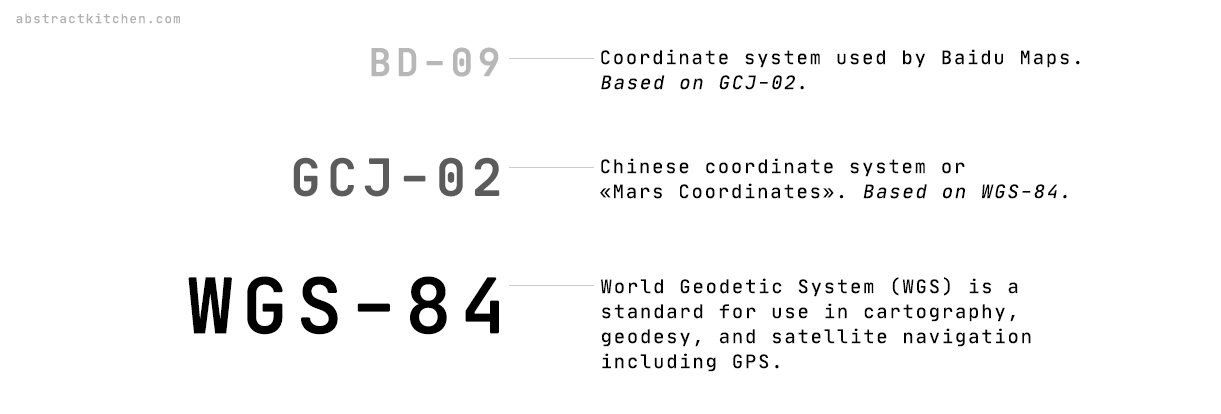 abstractkitchen.com
BD-09
Coordinate system used by Baidu Maps.
Based on GCJ-02.
GCJ-02
Chinese coordinate system or
«Mars Coordinates». Based on WGS-84.
WGS-84
World Geodetic System (WGS) is a
standard for use in cartography,
geodesy, and satellite navigation
including GPS.